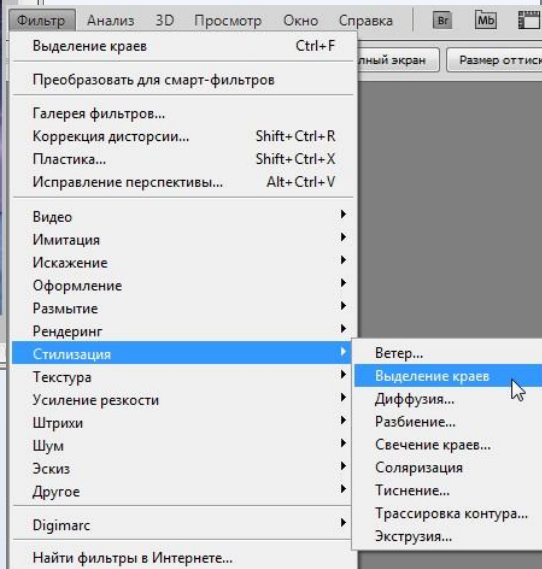 Фильтр Анализ 3D Просмотр Окно Справка Br Mb
Выделение краев Ctrl+F
лный экран Размер оттиск
Преобразовать для смарт-фильтров
Галерея фильтров...
Коррекция дисторсии... Shift+Ctrl+R
Пластика... Shift+Ctrl+X
Исправление перспективы... Alt+Ctrl+V
Видео
Имитация
Искажение
Оформление
Размытие
Рендеринг
Стилизация
Текстура
Усиление резкости
Штрихи
Шум
Эскиз
Другое
Digimarc
Найти фильтры в Интернете...
Ветер...
Выделение краев
Диффузия...
Разбиение...
Свечение краев...
Соляризация
Тиснение...
Трассировка контура...
Экструзия...